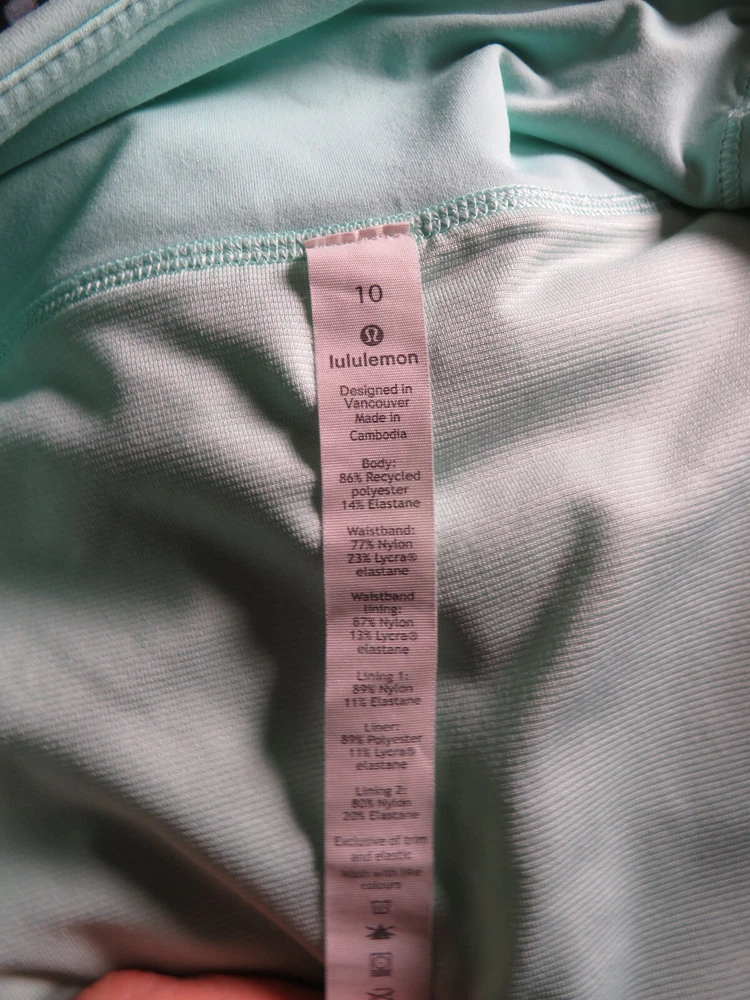 10
lululemon
Designed in
Vancouver
Made in
Cambodia
Body:
86% Recycled
polyester
14% Elastane
Waistband:
77% Nylon
23% Lycra®
elastane
Waistband
lining:
87% Nylon
13% Lycra®
elastane
Lining 1:
89% Nylon
11% Elastane
Liner:
89% Polyester
11% Lycra®
elastane
Lining 2:
80% Nylon
20% Elastane
Exclusive of trim
and elastic
Wash with like
colours